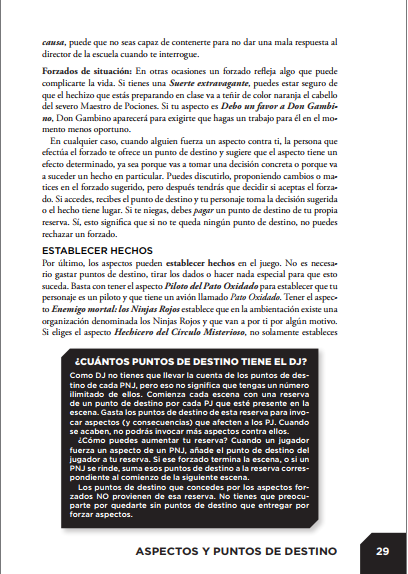 causa, puede que no seas capaz de contenerte para no dar una mala respuesta al
director de la escuela cuando te interrogue.
Forzados de situación: En otras ocasiones un forzado refleja algo que puede
complicarte la vida. Si tienes una Suerte extravagante, puedes estar seguro de
que el hechizo que estás preparando en clase va a teñir de color naranja el cabello
del severo Maestro de Pociones. Si tu aspecto es Debo un favor a Don Gambi-
no, Don Gambino aparecerá para exigirte que hagas un trabajo para él en el mo-
mento menos oportuno.
En cualquier caso, cuando alguien fuerza un aspecto contra ti, la persona que
efectúa el forzado te ofrece un punto de destino y sugiere que el aspecto tiene un
efecto determinado, ya sea porque vas a tomar una decisión concreta o porque va
a suceder un hecho en particular. Puedes discutirlo, proponiendo cambios o ma-
tices en el forzado sugerido, pero después tendrás que decidir si aceptas el forza-
do. Si accedes, recibes el punto de destino y tu personaje toma la decisión sugerida
o el hecho tiene lugar. Si te niegas, debes pagar un punto de destino de tu propia
reserva. Sí, esto significa que si no te queda ningún punto de destino, no puedes
rechazar un forzado.
ESTABLECER HECHOS
Por último, los aspectos pueden establecer hechos en el juego. No es necesa-
rio gastar puntos de destino, tirar los dados o hacer nada especial para que esto
suceda. Basta con tener el aspecto Piloto del Pato Oxidado para establecer que tu
personaje es un piloto y que tiene un avión llamado Pato Oxidado. Tener el aspec-
to Enemigo mortal: los Ninjas Rojos establece que en la ambientación existe una
organización denominada los Ninjas Rojos y que van a por ti por algún motivo.
Si eliges el aspecto Hechicero del Círculo Misterioso, no solamente estableces
¿CUÁNTOS PUNTOS DE DESTINO TIENE EL DJ?
Como DJ no tienes que llevar la cuenta de los puntos de des-
tino de cada PNJ, pero eso no significa que tengas un número
ilimitado de ellos. Comienza cada escena con una reserva
de un punto de destino por cada PJ que esté presente en la
escena. Gasta los puntos de destino de esta reserva para invo-
car aspectos (y consecuencias) que afecten a los PJ. Cuando
se acaben, no podrás invocar más aspectos contra ellos.
¿Cómo puedes aumentar tu reserva? Cuando un jugador
fuerza un aspecto de un PNJ, añade el punto de destino del
jugador a tu reserva. Si ese forzado termina la escena, o si un
PNJ se rinde, suma esos puntos de destino a la reserva corres-
pondiente al comienzo de la siguiente escena.
Los puntos de destino que concedes por los aspectos for-
zados NO provienen de esa reserva. No tienes que preocu-
parte por quedarte sin puntos de destino que entregar por
forzar aspectos.
ASPECTOS Y PUNTOS DE DESTINO
29